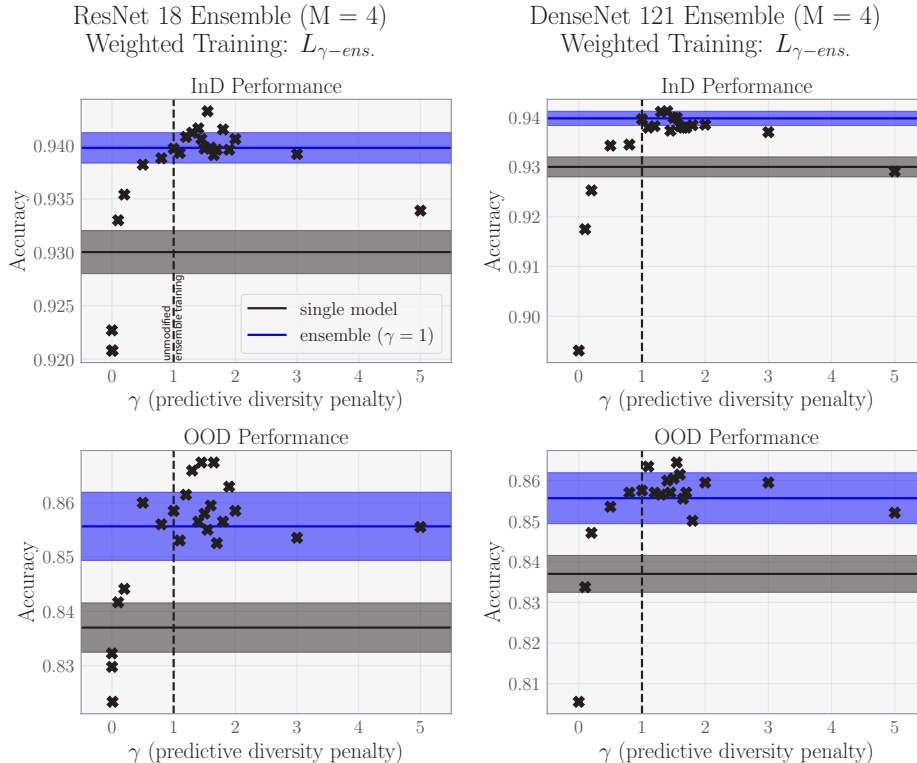 ResNet 18 Ensemble (M = 4)
Weighted Training: L_{γ−ens.}
DenseNet 121 Ensemble (M = 4)
Weighted Training: L_{γ−ens.}
InD Performance
Accuracy
0.940
0.935
0.930
0.925
0.920
unmodified
ensemble training
single model
ensemble (γ = 1)
0 1 2 3 4 5
γ (predictive diversity penalty)
InD Performance
Accuracy
0.94
0.93
0.92
0.91
0.90
0 1 2 3 4 5
γ (predictive diversity penalty)
OOD Performance
Accuracy
0.86
0.85
0.84
0.83
0 1 2 3 4 5
γ (predictive diversity penalty)
OOD Performance
Accuracy
0.86
0.85
0.84
0.83
0.82
0.81
0 1 2 3 4 5
γ (predictive diversity penalty)